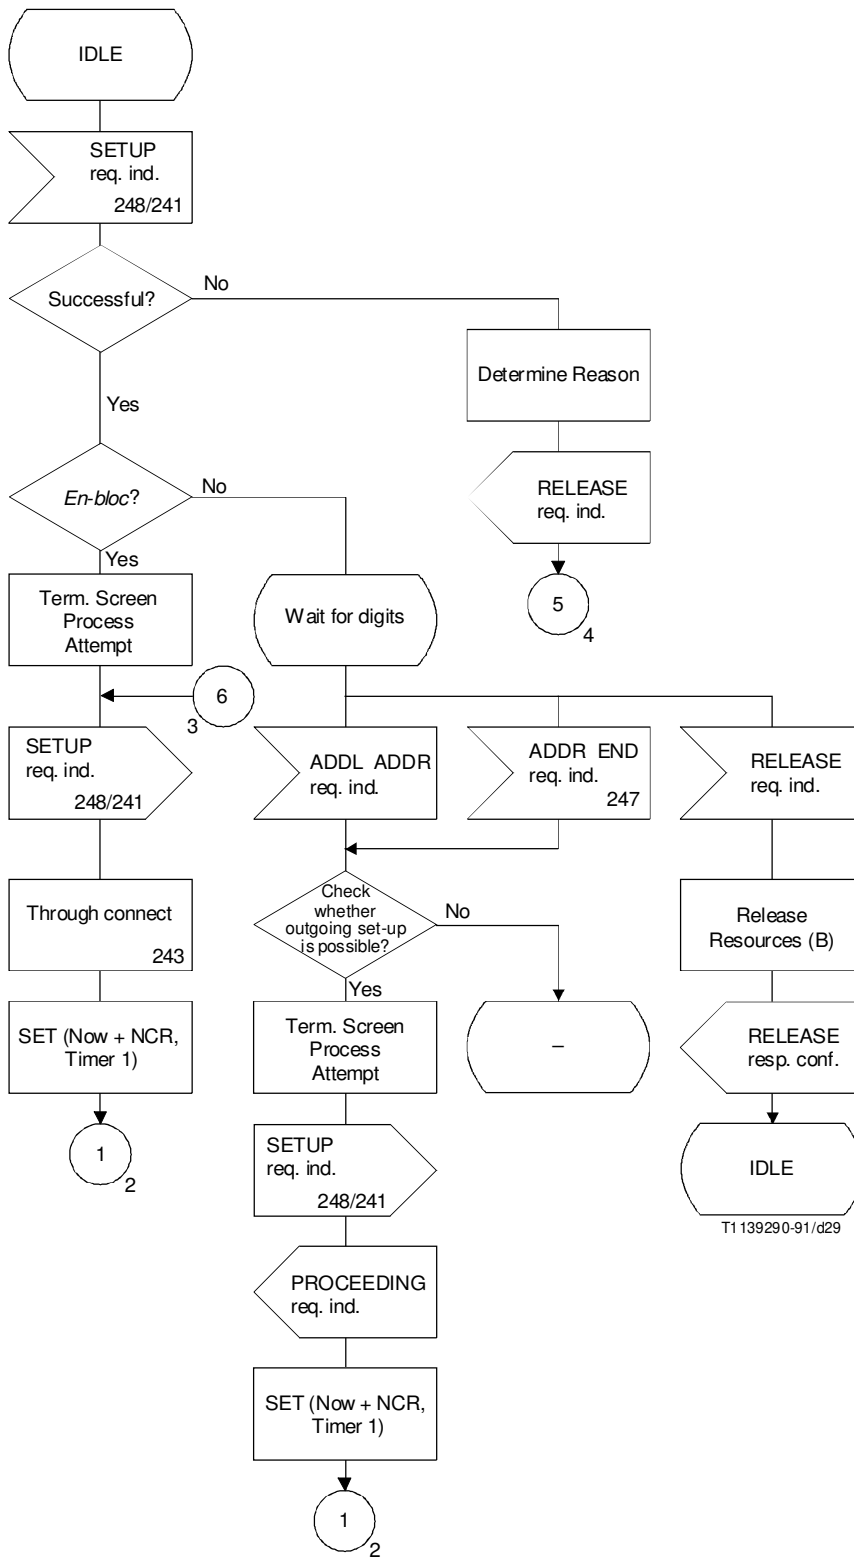 IDLE
SETUP
req. ind.
248/241
No
Successful?
Determine Reason
Yes
RELEASE
req. ind.
No
En-bloc?
Yes
5
4
Term. Screen
Process
Attempt
Wait for digits
6
3
SETUP
req. ind.
248/241
ADDL ADDR
req. ind.
ADDR END
req. ind.
247
RELEASE
req. ind.
Through connect
243
Check
whether
outgoing set-up
is possible?
No
Yes
Release
Resources (B)
SET (Now + NCR,
Timer 1)
Term. Screen
Process
Attempt
–
RELEASE
resp. conf.
1
2
SETUP
req. ind.
248/241
IDLE
T1139290-91/d29
PROCEEDING
req. ind.
SET (Now + NCR,
Timer 1)
1
2